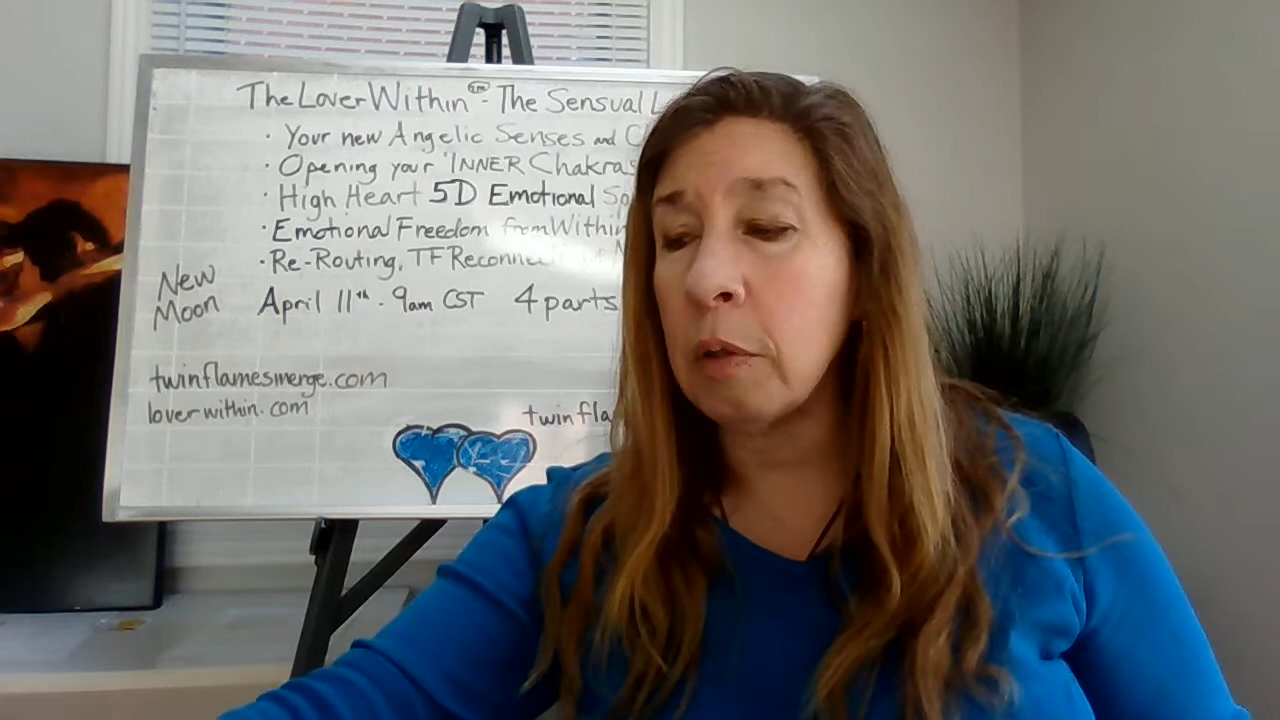 The Lover Within ™ - The Sensual
• Your new Angelic Senses and
• Opening your 'INNER Chakras
• High Heart 5D Emotional
• Emotional Freedom from Within
• Re-Routing, TF
New
Moon
April 11th - 9am CST 4 parts
twinflamesmerge.com
loverwithin.com